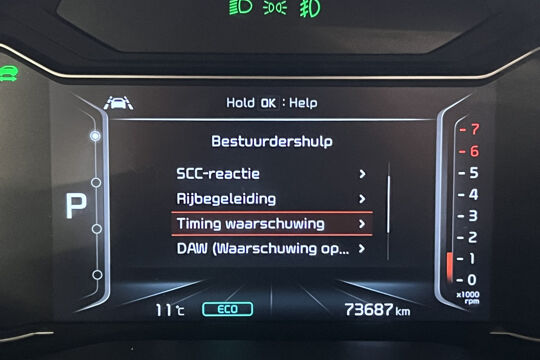 Hold OK : Help
Bestuurdershulp
SCC-reactie
Rijbegeleiding
Timing waarschuwing
DAW (Waarschuwing op...
P
7
6
5
4
3
2
1
0
x1000
rpm
11°C
ECO
73687 km